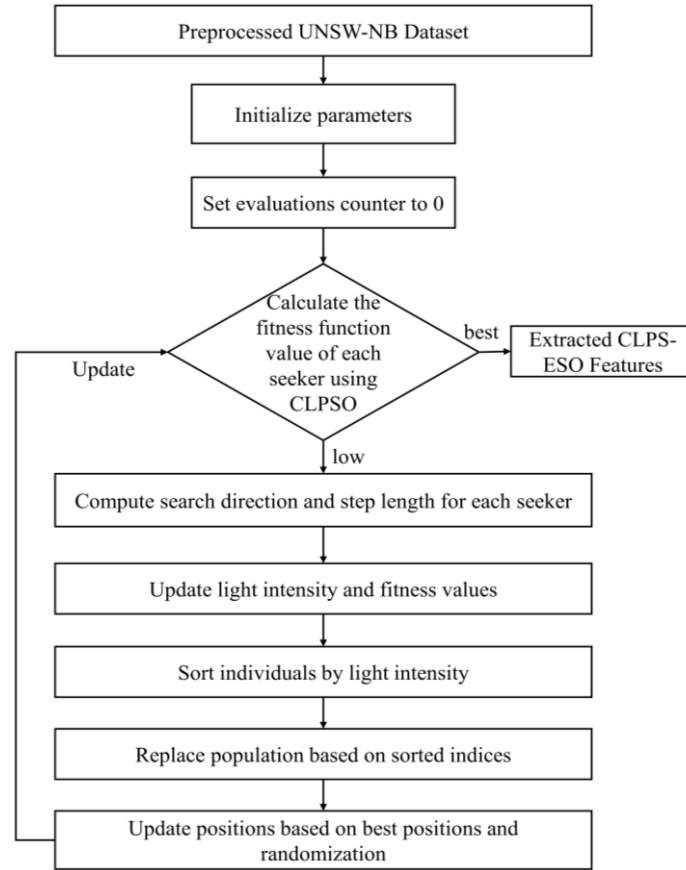 Preprocessed UNSW-NB Dataset
Initialize parameters
Set evaluations counter to 0
Calculate the
fitness function
value of each
seeker using
CLPSO
best
Extracted CLPS-
ESO Features
Update
low
Compute search direction and step length for each seeker
Update light intensity and fitness values
Sort individuals by light intensity
Replace population based on sorted indices
Update positions based on best positions and
randomization